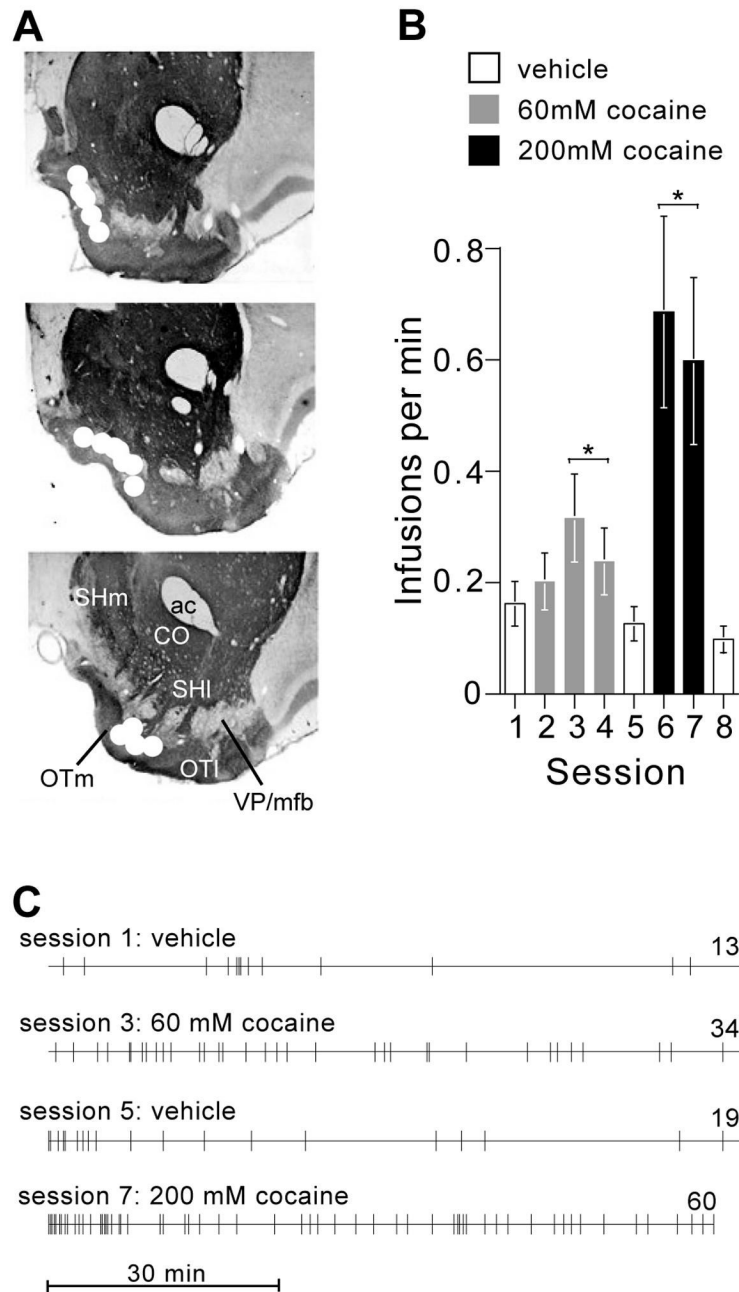 A
SHm
ac
CO
SHl
OTm
OTl
VP/mfb
B
vehicle
60mM cocaine
200mM cocaine
*
*
0.8
0.6
0.4
0.2
0
Infusions per min
1 2 3 4 5 6 7 8
Session
C
session 1: vehicle 13
session 3: 60 mM cocaine 34
session 5: vehicle 19
session 7: 200 mM cocaine 60
30 min